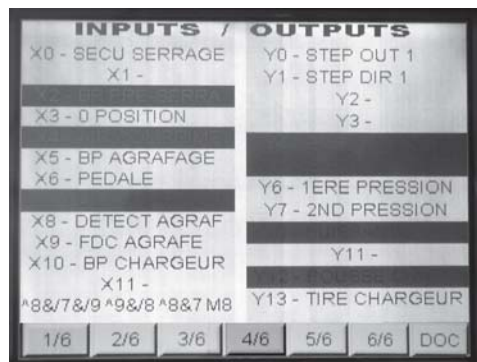 INPUTS / OUTPUTS
X0 - SECU SERRAGE
X1 -
X3 - 0 POSITION
X5 - BP AGRAFAGE
X6 - PEDALE
X8 - DETECT AGRAF
X9 - FDC AGRAFE
X10 - BP CHARGEUR
X11 -
^8&/7&/9 ^9&/8 ^8&7 M8
Y0 - STEP OUT 1
Y1 - STEP DIR 1
Y2 -
Y3 -
Y6 - 1ERE PRESSION
Y7 - 2ND PRESSION
Y11 -
Y13 - TIRE CHARGEUR
1/6 2/6 3/6 4/6 5/6 6/6 DOC